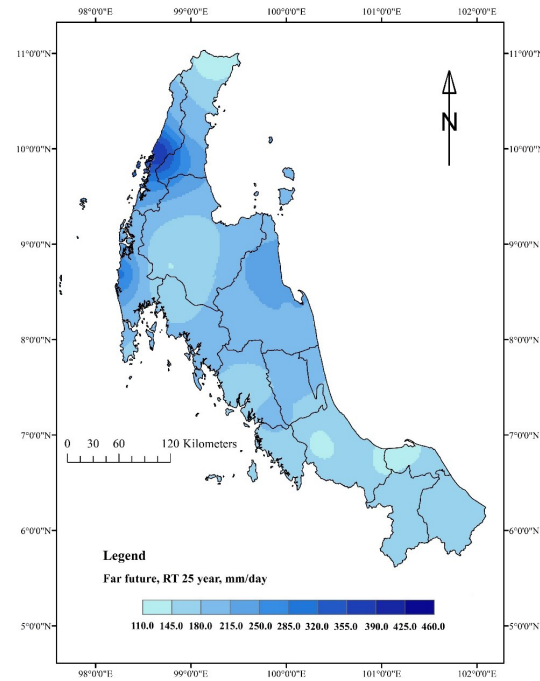 98°0'0"E 99°0'0"E 100°0'0"E 101°0'0"E 102°0'0"E
11°0'0"N 11°0'0"N
N
10°0'0"N 10°0'0"N
9°0'0"N 9°0'0"N
8°0'0"N 8°0'0"N
7°0'0"N 7°0'0"N
0 30 60 120 Kilometers
6°0'0"N 6°0'0"N
Legend
Far future, RT 25 year, mm/day
110.0 145.0 180.0 215.0 250.0 285.0 320.0 355.0 390.0 425.0 460.0
5°0'0"N 5°0'0"N
98°0'0"E 99°0'0"E 100°0'0"E 101°0'0"E 102°0'0"E